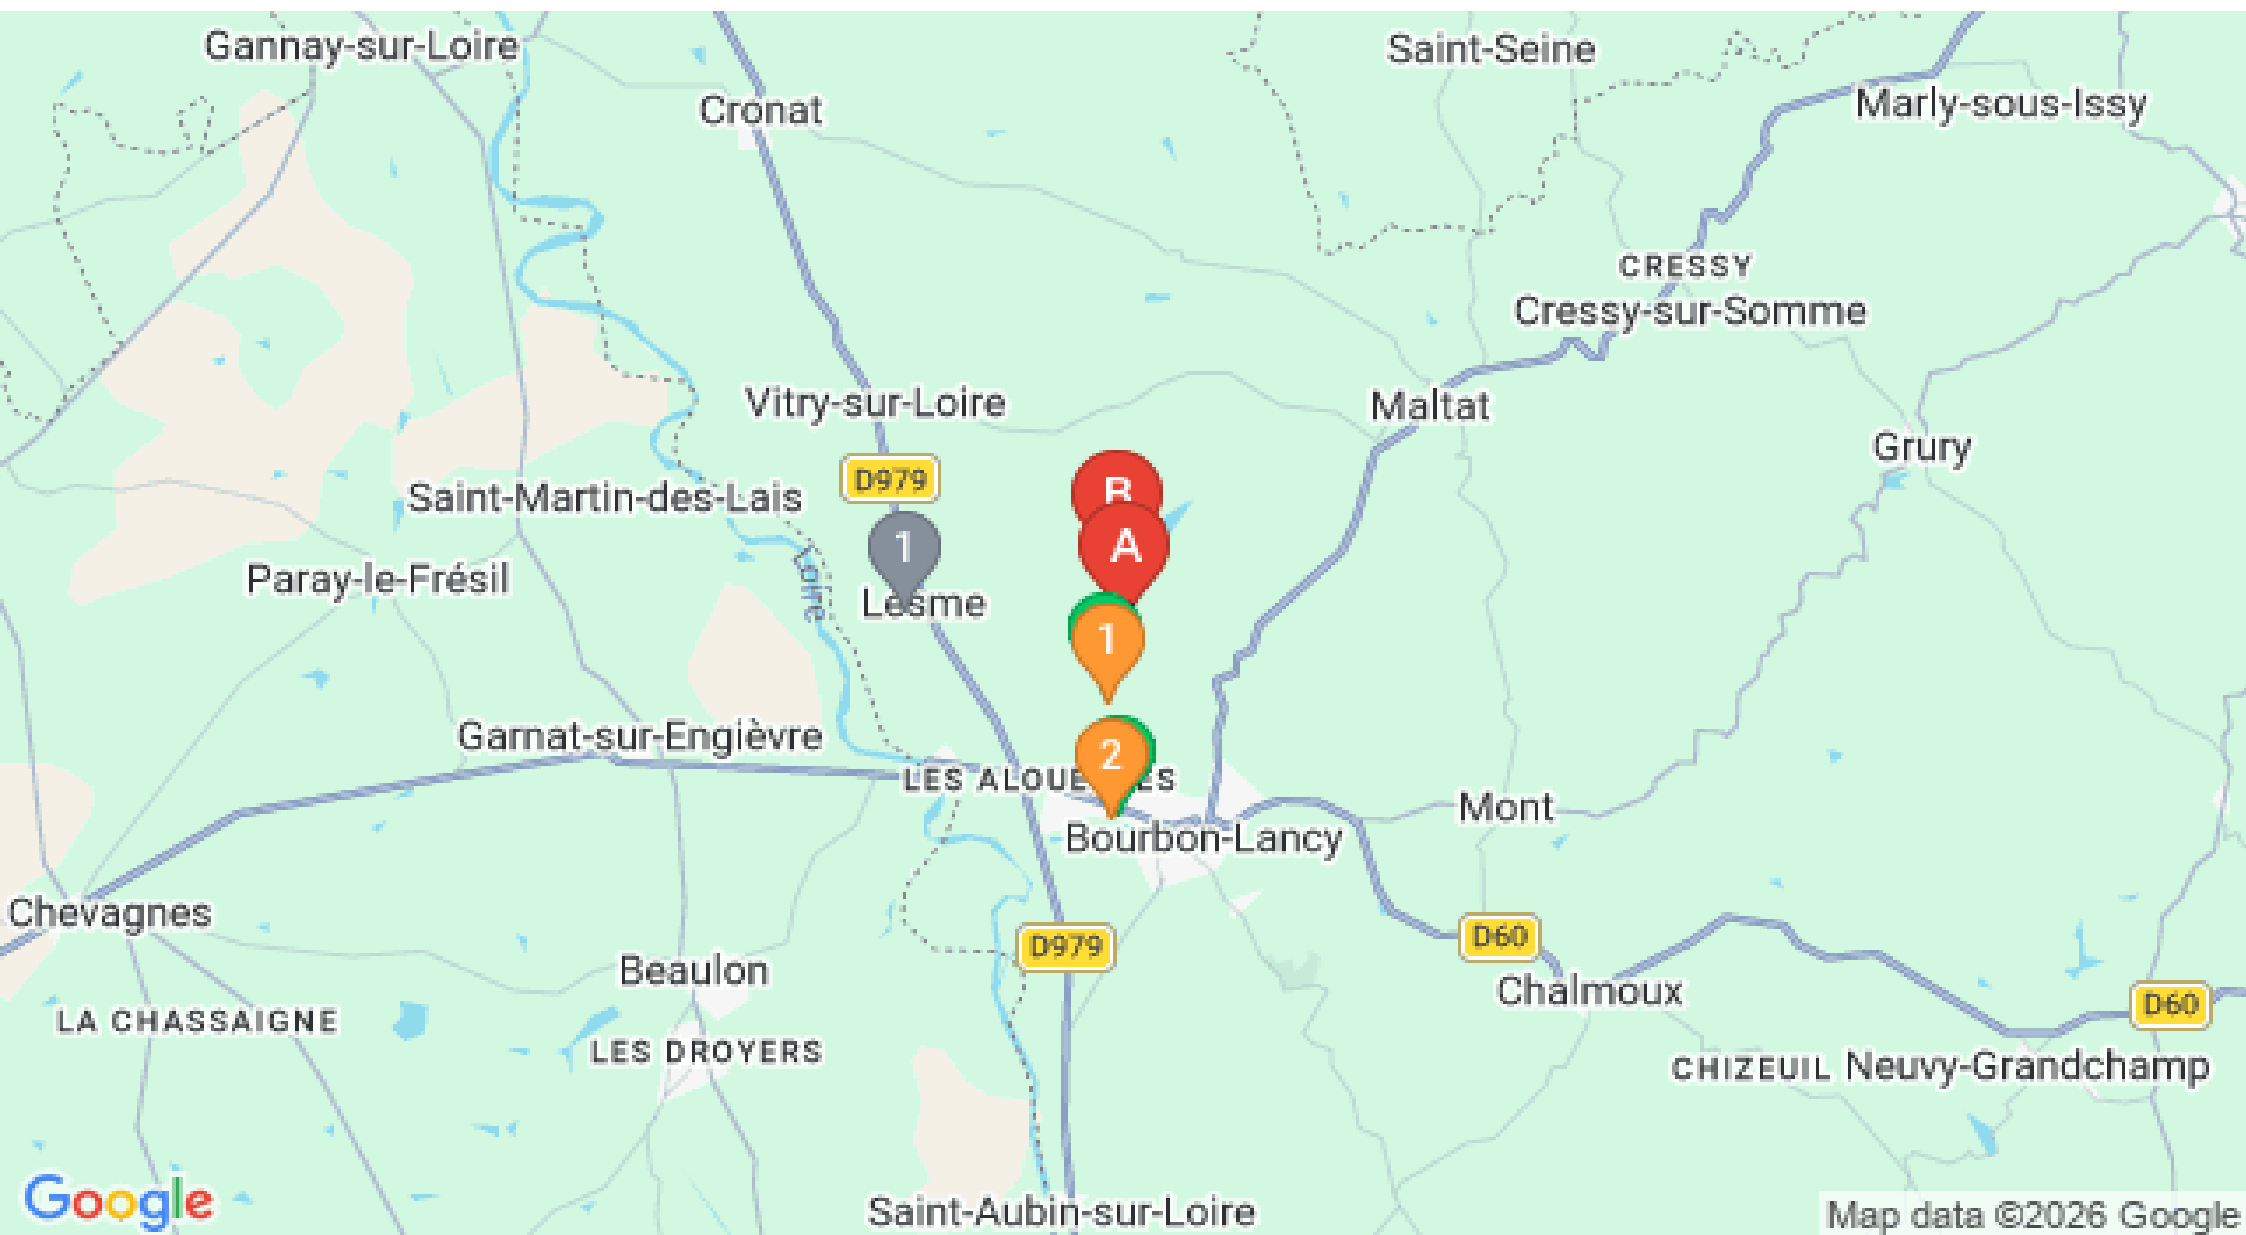 Gannay-sur-Loire
Saint-Seine
Cronat
Marly-sous-Issy
CRESSY
Cressy-sur-Somme
Vitry-sur-Loire
Maltat
Grury
D979
Saint-Martin-des-Lais
B
A
1
Loire
Paray-le-Frésil
Lesme
1
Garnat-sur-Engièvre
2
LES ALOUE ES
Mont
Bourbon-Lancy
Chevagnes
D979
D60
Beaulon
Chalmoux
D60
LA CHASSAIGNE
LES DROYERS
CHIZEUIL
Neuvy-Grandchamp
Google
Saint-Aubin-sur-Loire
Map data ©2026 Google